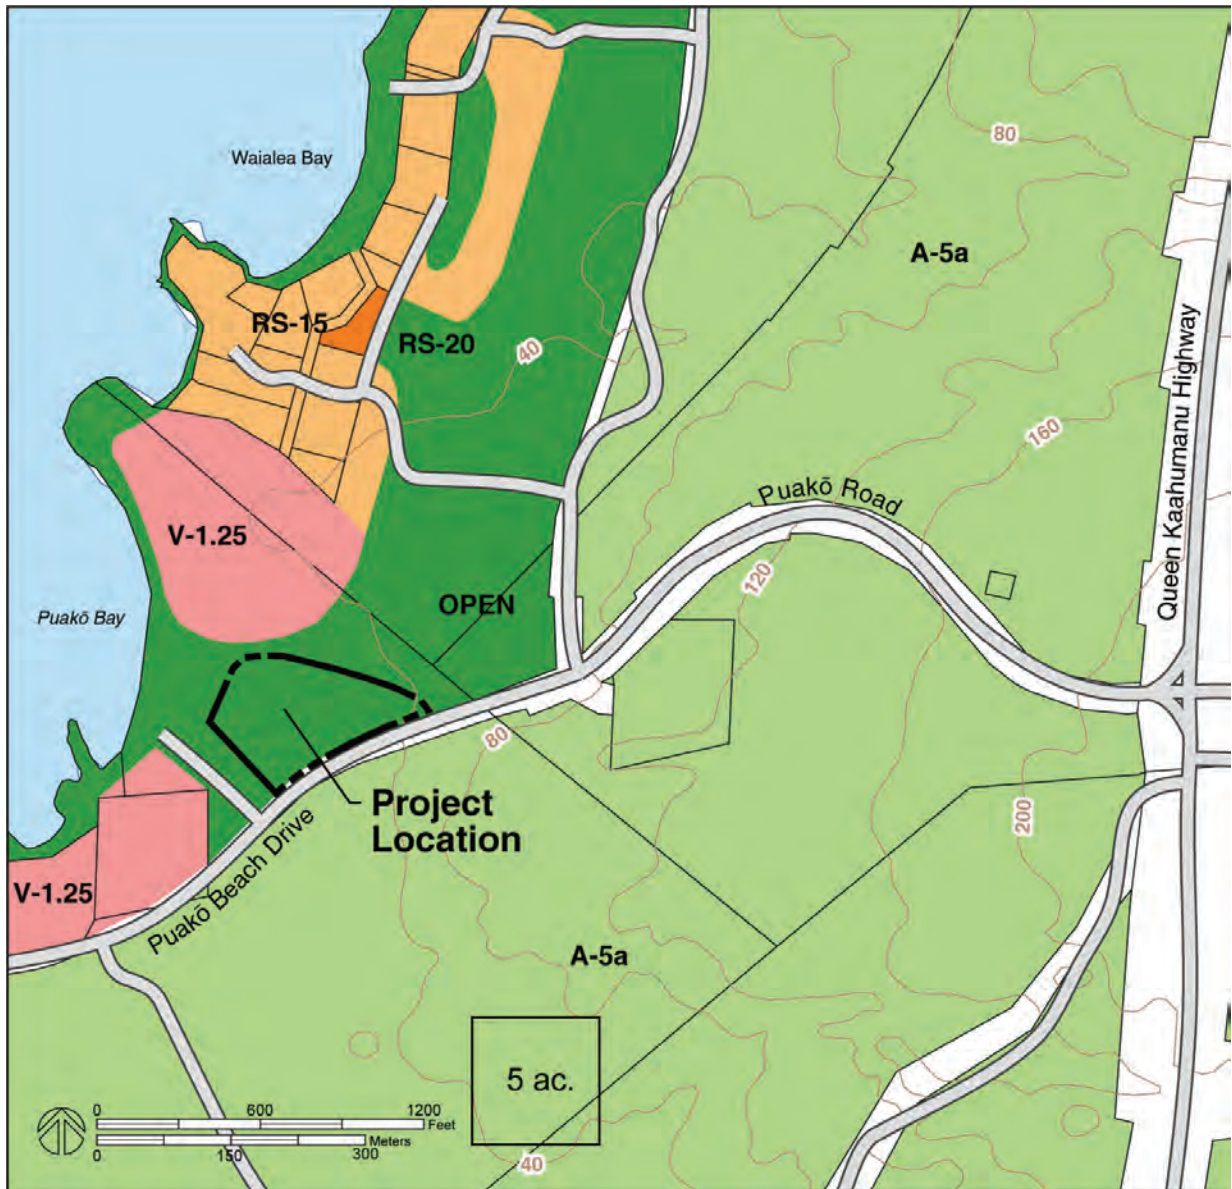 80
Waialea Bay
A-5a
RS-15
RS-20
40
Queen Kaahumanu Highway
160
Puakō Road
V-1.25
120
OPEN
Puakō Bay
80
Project
Location
200
Puakō Beach Drive
V-1.25
A-5a
5 ac.
0 600 1200
Feet
Meters
0 150 300
40